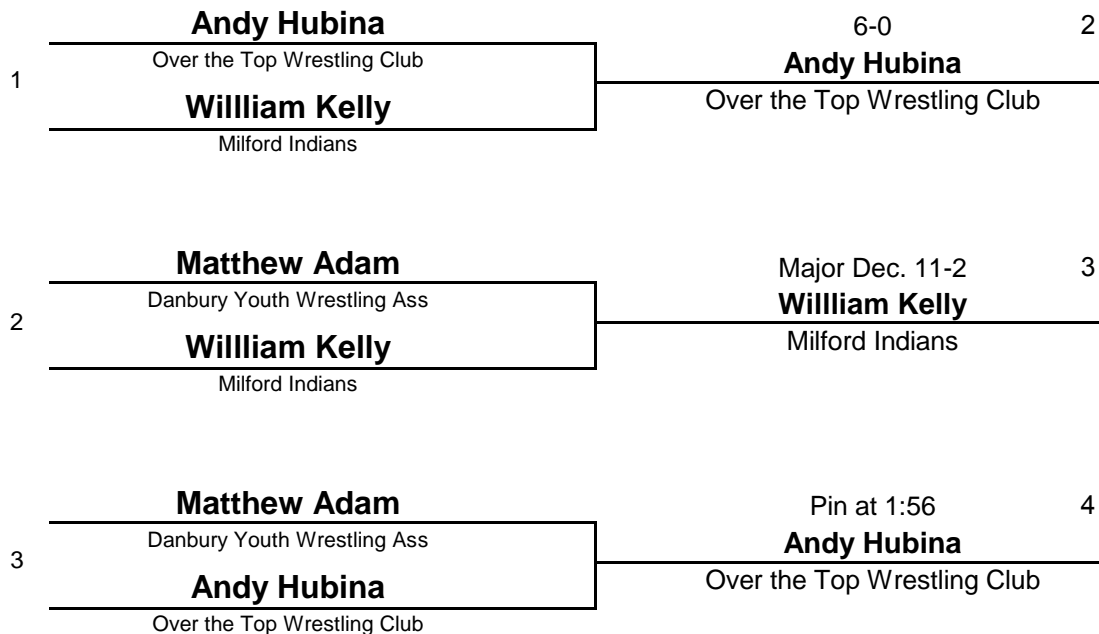 Andy Hubina
6-0 2
Over the Top Wrestling Club
Andy Hubina
1
Willliam Kelly
Over the Top Wrestling Club
Milford Indians
Matthew Adam
Major Dec. 11-2 3
Danbury Youth Wrestling Ass
Willliam Kelly
2
Willliam Kelly
Milford Indians
Milford Indians
Matthew Adam
Pin at 1:56 4
Danbury Youth Wrestling Ass
Andy Hubina
3
Andy Hubina
Over the Top Wrestling Club
Over the Top Wrestling Club